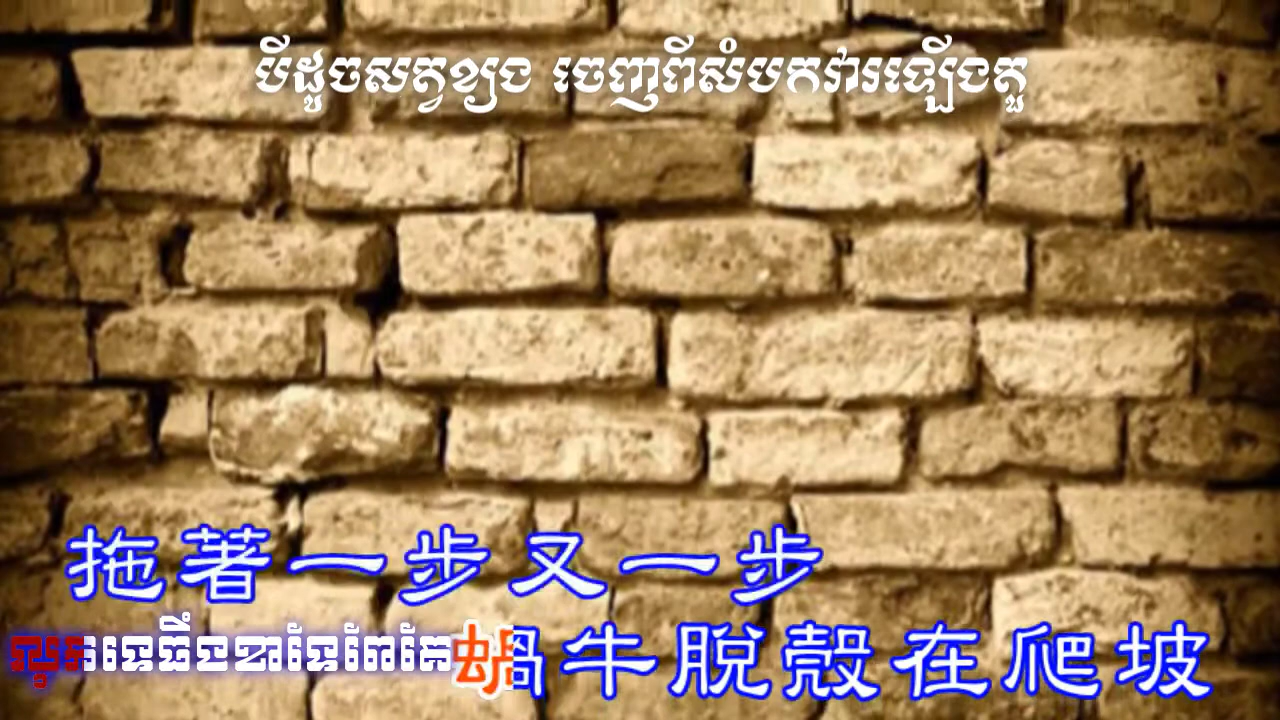 បីដូចសត្វខ្យង ចេញពីសំបកវារឡើងតួ
拖著一步又一步
蝸牛脫殼在爬坡